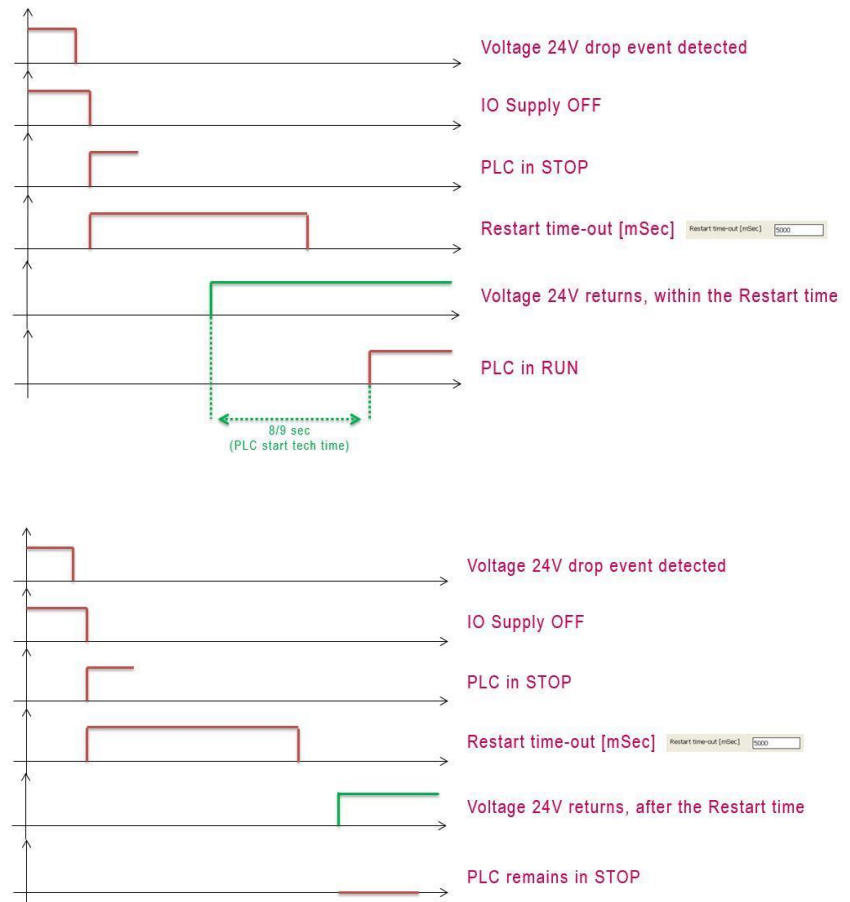 Voltage 24V drop event detected
IO Supply OFF
PLC in STOP
Restart time-out [mSec] Restart time-out [mSec] 5000
Voltage 24V returns, within the Restart time
PLC in RUN
8/9 sec
(PLC start tech time)
Voltage 24V drop event detected
IO Supply OFF
PLC in STOP
Restart time-out [mSec] Restart time-out [mSec] 5000
Voltage 24V returns, after the Restart time
PLC remains in STOP